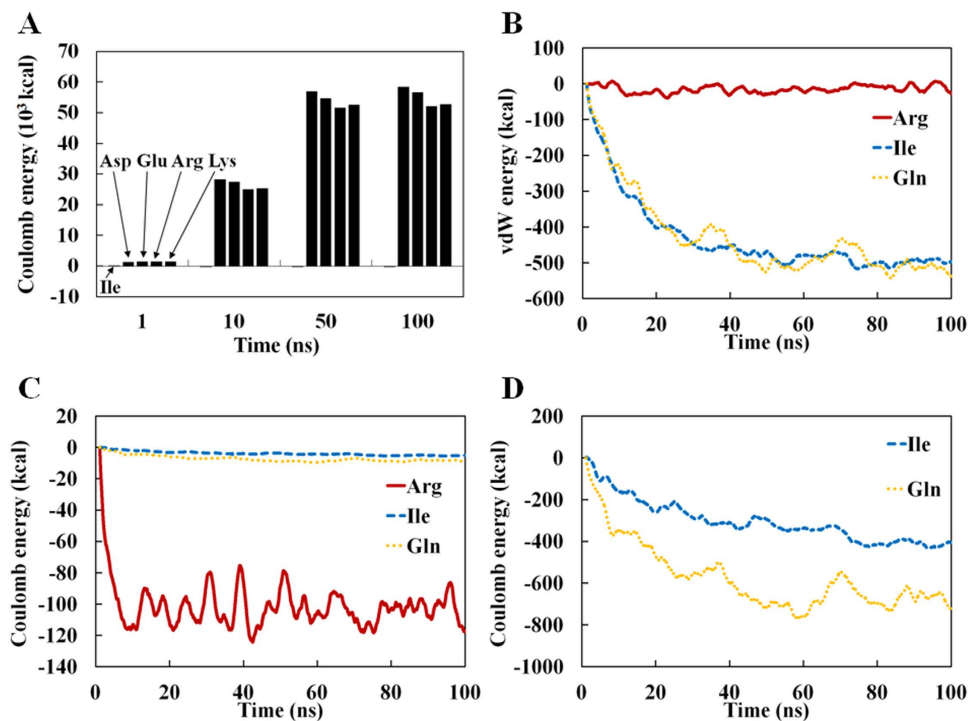 A
Coulomb energy (10³ kcal)
70
60
50
40
30
20
10
0
-10
Asp Glu Arg Lys
Ile
1 10 50 100
Time (ns)
B
vdW energy (kcal)
100
0
-100
-200
-300
-400
-500
-600
Arg
Ile
Gln
0 20 40 60 80 100
Time (ns)
C
Coulomb energy (kcal)
20
0
-20
-40
-60
-80
-100
-120
-140
Arg
Ile
Gln
0 20 40 60 80 100
Time (ns)
D
Coulomb energy (kcal)
200
0
-200
-400
-600
-800
-1000
Ile
Gln
0 20 40 60 80 100
Time (ns)